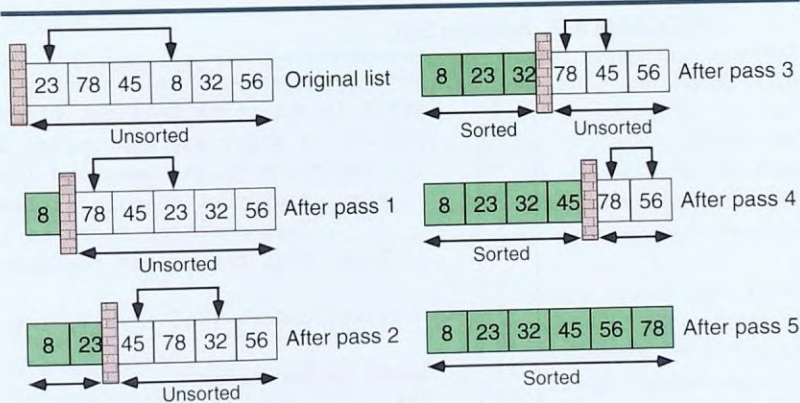 23 78 45 8 32 56 Original list
Unsorted
8 78 45 23 32 56 After pass 1
Unsorted
8 23 45 78 32 56 After pass 2
Unsorted
8 23 32 78 45 56 After pass 3
Sorted Unsorted
8 23 32 45 78 56 After pass 4
Sorted
8 23 32 45 56 78 After pass 5
Sorted